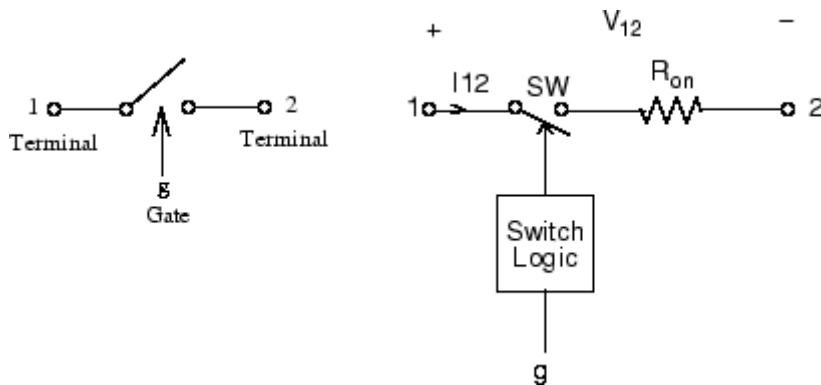 1
2
Terminal
Terminal
g
Gate
+
V12
−
I12
SW
Ron
1
2
Switch
Logic
g